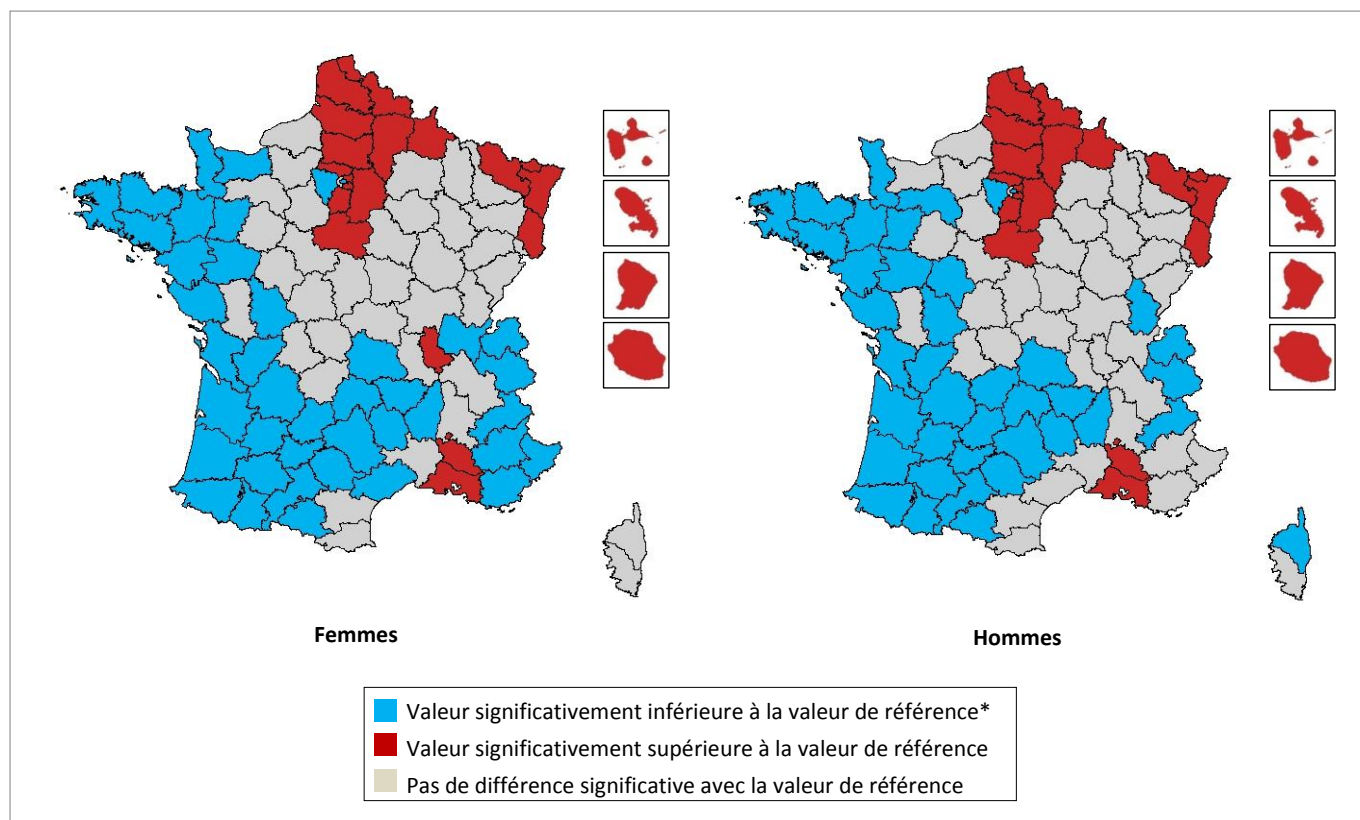 Femmes
Hommes
Valeur significativement inférieure à la valeur de référence*
Valeur significativement supérieure à la valeur de référence
Pas de différence significative avec la valeur de référence